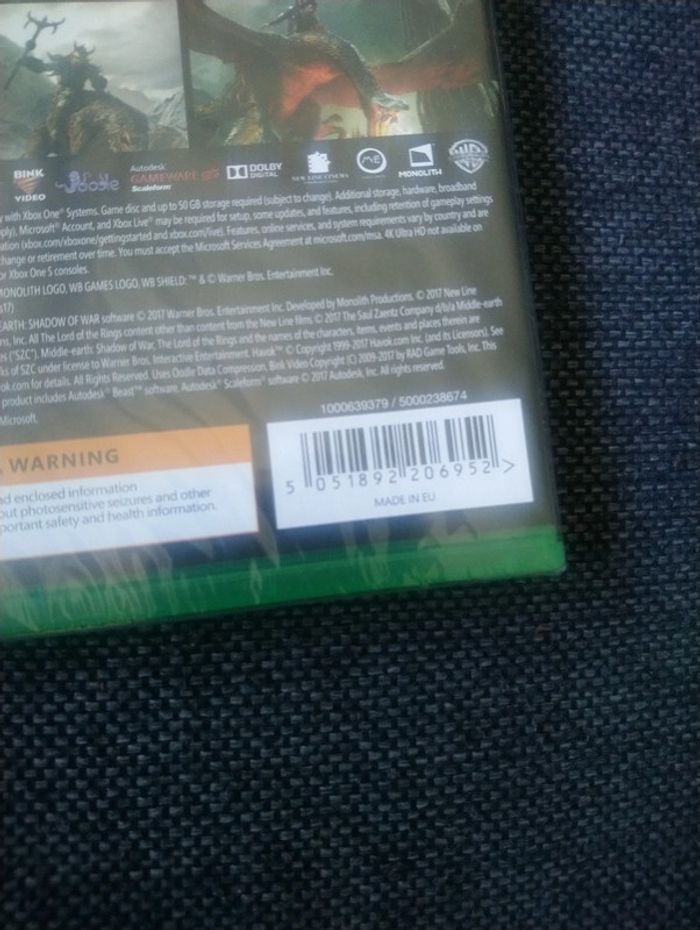 BINK
VIDEO
oodle
Autodesk
GAMEWARE
Scaleform
DOLBY
DIGITAL
NEW LINE CINEMA
ME
MONOLITH
WB
y with Xbox One® Systems. Game disc and up to 50 GB storage required (subject to change). Additional storage, hardware, broadband
ply). Microsoft® Account, and Xbox Live® may be required for setup, some updates, and features, including retention of gameplay settings
ation (xbox.com/xboxone/gettingstarted and xbox.com/live). Features, online services, and system requirements vary by country and are
hange or retirement over time. You must accept the Microsoft Services Agreement at microsoft.com/msa. 4K Ultra HD not available on
or Xbox One S consoles.
MONOLITH LOGO, WB GAMES LOGO, WB SHIELD: ™ & © Warner Bros. Entertainment Inc.
s17)
EARTH: SHADOW OF WAR software © 2017 Warner Bros. Entertainment Inc. Developed by Monolith Productions. © 2017 New Line
ns, Inc. All The Lord of the Rings content other than content from the New Line films © 2017 The Saul Zaentz Company d/b/a Middle-earth
es ("SZC"). Middle-earth: Shadow of War, The Lord of the Rings and the names of the characters, items, events and places therein are
ks of SZC under license to Warner Bros. Interactive Entertainment. Havok™ © Copyright 1999-2017 Havok.com Inc. (and its Licensors). See
ok.com for details. All Rights Reserved. Uses Oodle Data Compression, Bink Video Copyright (C) 2009-2017 by RAD Game Tools, Inc. This
product includes Autodesk® Beast™ software, Autodesk® Scaleform® software © 2017 Autodesk, Inc. All rights reserved.
Microsoft.
1000639379 / 5000238674
WARNING
nd enclosed information
out photosensitive seizures and other
portant safety and health information.
5 051892 206952 >
MADE IN EU